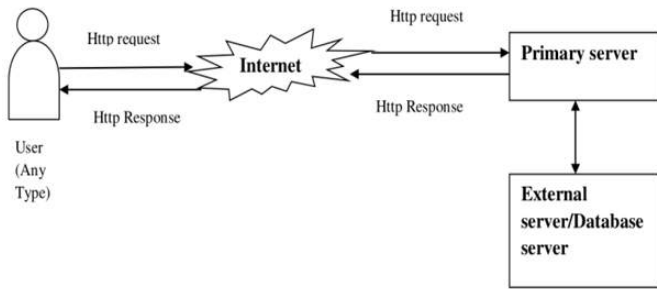 Http request
Http request
Internet
Primary server
Http Response
Http Response
User
(Any
Type)
External
server/Database
server